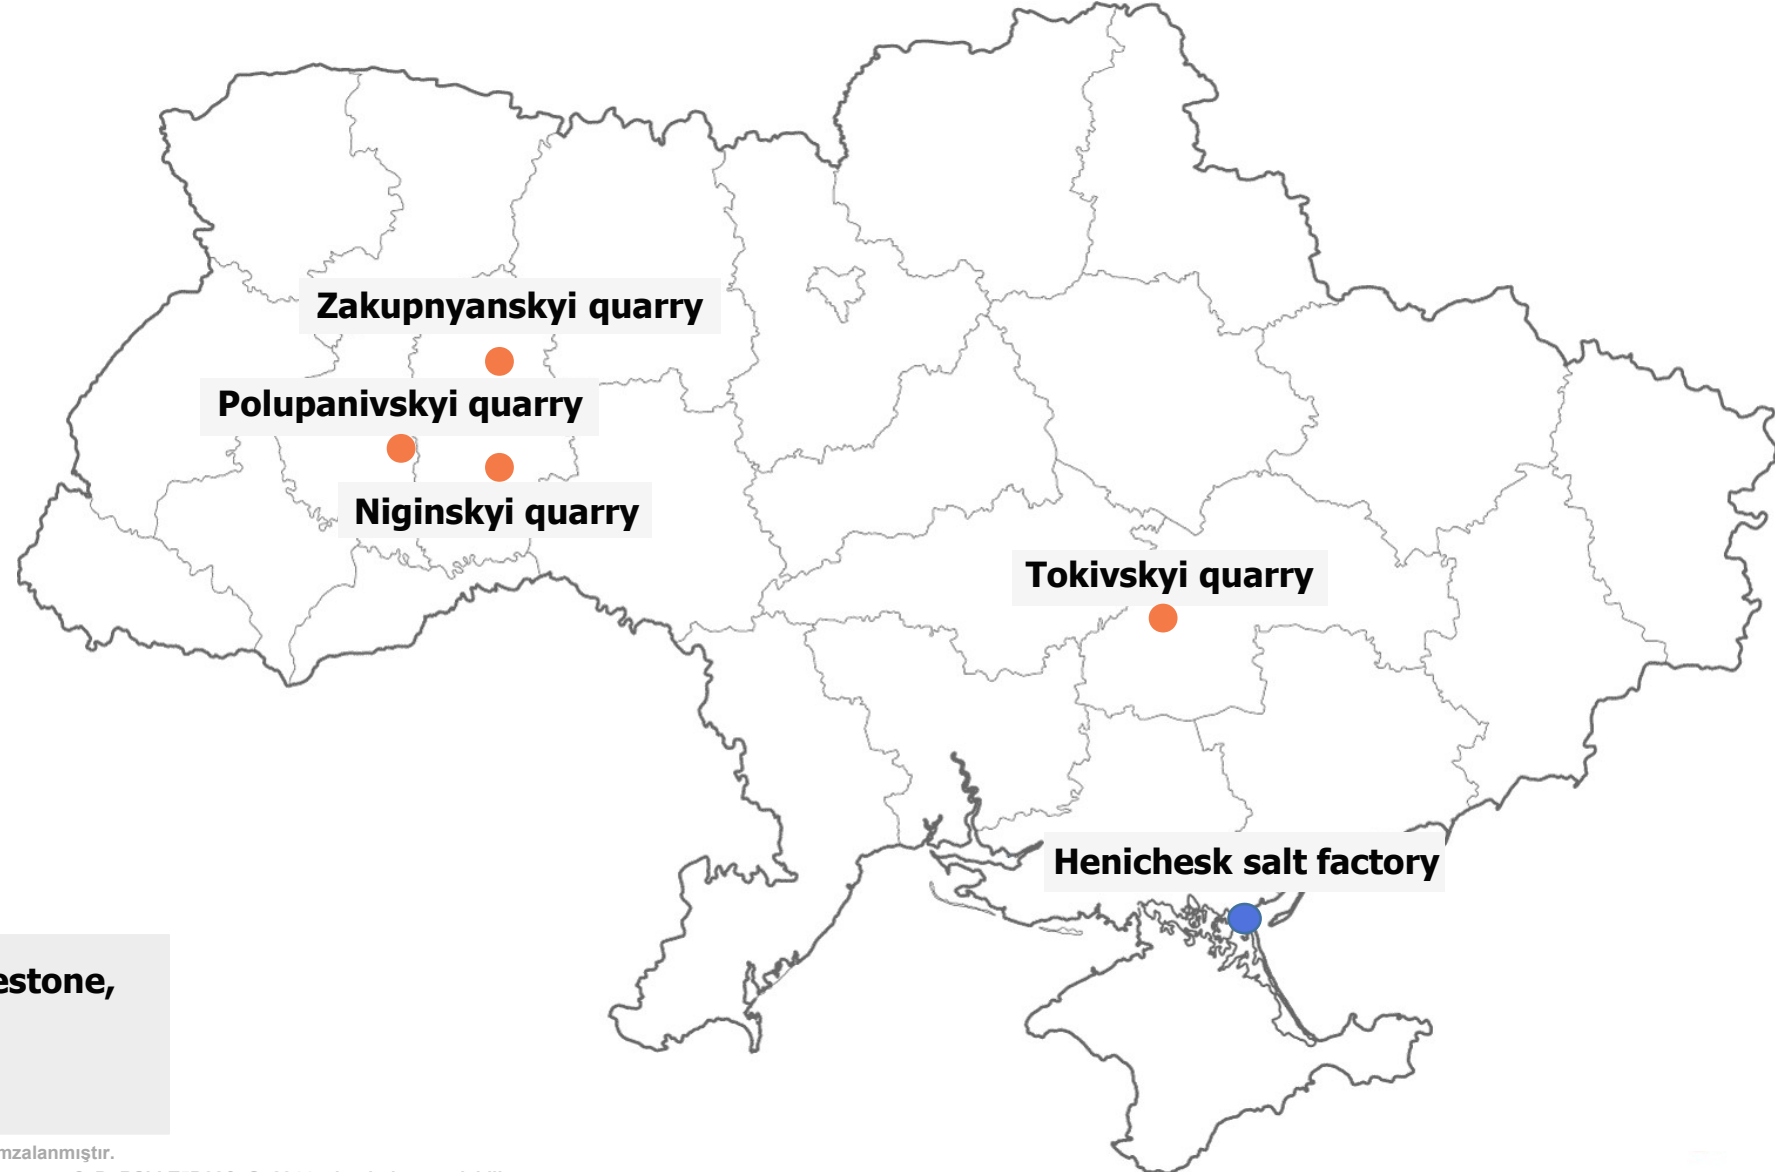 Zakupnyanskyi quarry
Polupanivskyi quarry
Niginskyi quarry
Tokivskyi quarry
Henichesk salt factory
estone,
mzalanmıştır.